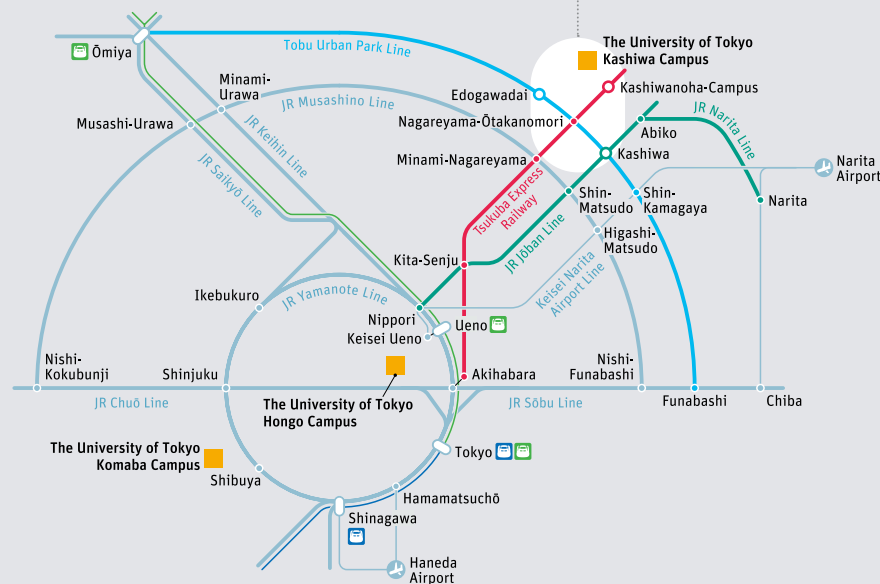 The University of Tokyo
Kashiwa Campus
Ōmiya
Tobu Urban Park Line
Minami-
Urawa
JR Musashino Line
Edogawadai
Kashiwanoha-Campus
JR Narita Line
Musashi-Urawa
JR Keihin Line
Nagareyama-Ōtakanomori
Abiko
JR Saikyō Line
Minami-Nagareyama
Kashiwa
Narita
Airport
Tsukuba Express
Railway
Shin-
Matsudo
Shin-
Kamagaya
Narita
JR Jōban Line
Higashi-
Matsudo
Kita-Senju
Keisei Narita
Airport Line
Ikebukuro
JR Yamanote Line
Nippori
Ueno
Keisei Ueno
Nishi-
Kokubunji
Shinjuku
Akihabara
Nishi-
Funabashi
JR Chuō Line
The University of Tokyo
Hongo Campus
JR Sōbu Line
Funabashi
Chiba
The University of Tokyo
Komaba Campus
Tokyo
Shibuya
Hamamatsuchō
Shinagawa
Haneda
Airport